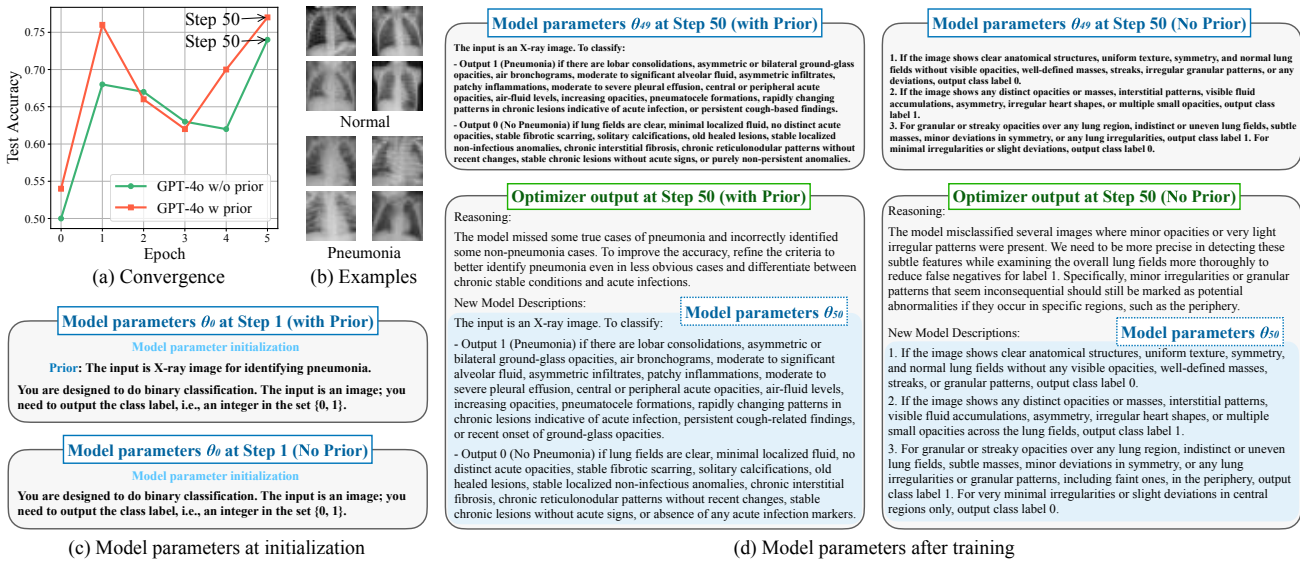 Test Accuracy
0.75
0.70
0.65
0.60
0.55
0.50
Step 50
Step 50
GPT-4o w/o prior
GPT-4o w prior
0
1
2
3
4
5
Epoch
(a) Convergence
Normal
Pneumonia
(b) Examples
Model parameters θ0 at Step 1 (with Prior)
Model parameter initialization
Prior: The input is X-ray image for identifying pneumonia.
You are designed to do binary classification. The input is an image; you
need to output the class label, i.e., an integer in the set {0, 1}.
Model parameters θ0 at Step 1 (No Prior)
Model parameter initialization
You are designed to do binary classification. The input is an image; you
need to output the class label, i.e., an integer in the set {0, 1}.
(c) Model parameters at initialization
Model parameters θ49 at Step 50 (with Prior)
The input is an X-ray image. To classify:
- Output 1 (Pneumonia) if there are lobar consolidations, asymmetric or bilateral ground-glass
opacities, air bronchograms, moderate to significant alveolar fluid, asymmetric infiltrates,
patchy inflammations, moderate to severe pleural effusion, central or peripheral acute
opacities, air-fluid levels, increasing opacities, pneumatocele formations, rapidly changing
patterns in chronic lesions indicative of acute infection, or persistent cough-based findings.
- Output 0 (No Pneumonia) if lung fields are clear, minimal localized fluid, no distinct acute
opacities, stable fibrotic scarring, solitary calcifications, old healed lesions, stable localized
non-infectious anomalies, chronic interstitial fibrosis, chronic reticulonodular patterns without
recent changes, stable chronic lesions without acute signs, or purely non-persistent anomalies.
Optimizer output at Step 50 (with Prior)
Reasoning:
The model missed some true cases of pneumonia and incorrectly identified
some non-pneumonia cases. To improve the accuracy, refine the criteria to
better identify pneumonia even in less obvious cases and differentiate between
chronic stable conditions and acute infections.
New Model Descriptions:
Model parameters θ50
The input is an X-ray image. To classify:
- Output 1 (Pneumonia) if there are lobar consolidations, asymmetric or
bilateral ground-glass opacities, air bronchograms, moderate to significant
alveolar fluid, asymmetric infiltrates, patchy inflammations, moderate to
severe pleural effusion, central or peripheral acute opacities, air-fluid levels,
increasing opacities, pneumatocele formations, rapidly changing patterns in
chronic lesions indicative of acute infection, persistent cough-related findings,
or recent onset of ground-glass opacities.
- Output 0 (No Pneumonia) if lung fields are clear, minimal localized fluid, no
distinct acute opacities, stable fibrotic scarring, solitary calcifications, old
healed lesions, stable localized non-infectious anomalies, chronic interstitial
fibrosis, chronic reticulonodular patterns without recent changes, stable
chronic lesions without acute signs, or absence of any acute infection markers.
Model parameters θ49 at Step 50 (No Prior)
1. If the image shows clear anatomical structures, uniform texture, symmetry, and normal lung
fields without visible opacities, well-defined masses, streaks, irregular granular patterns, or any
deviations, output class label 0.
2. If the image shows any distinct opacities or masses, interstitial patterns, visible fluid
accumulations, asymmetry, irregular heart shapes, or multiple small opacities, output class
label 1.
3. For granular or streaky opacities over any lung region, indistinct or uneven lung fields, subtle
masses, minor deviations in symmetry, or any lung irregularities, output class label 1. For
minimal irregularities or slight deviations, output class label 0.
Optimizer output at Step 50 (No Prior)
Reasoning:
The model misclassified several images where minor opacities or very light
irregular patterns were present. We need to be more precise in detecting these
subtle features while examining the overall lung fields more thoroughly to
reduce false negatives for label 1. Specifically, minor irregularities or granular
patterns that seem inconsequential should still be marked as potential
abnormalities if they occur in specific regions, such as the periphery.
New Model Descriptions:
Model parameters θ50
1. If the image shows clear anatomical structures, uniform texture, symmetry,
and normal lung fields without any visible opacities, well-defined masses,
streaks, or granular patterns, output class label 0.
2. If the image shows any distinct opacities or masses, interstitial patterns,
visible fluid accumulations, asymmetry, irregular heart shapes, or multiple
small opacities across the lung fields, output class label 1.
3. For granular or streaky opacities over any lung region, indistinct or uneven
lung fields, subtle masses, minor deviations in symmetry, or any lung
irregularities or granular patterns, including faint ones, in the periphery, output
class label 1. For very minimal irregularities or slight deviations in central
regions only, output class label 0.
(d) Model parameters after training